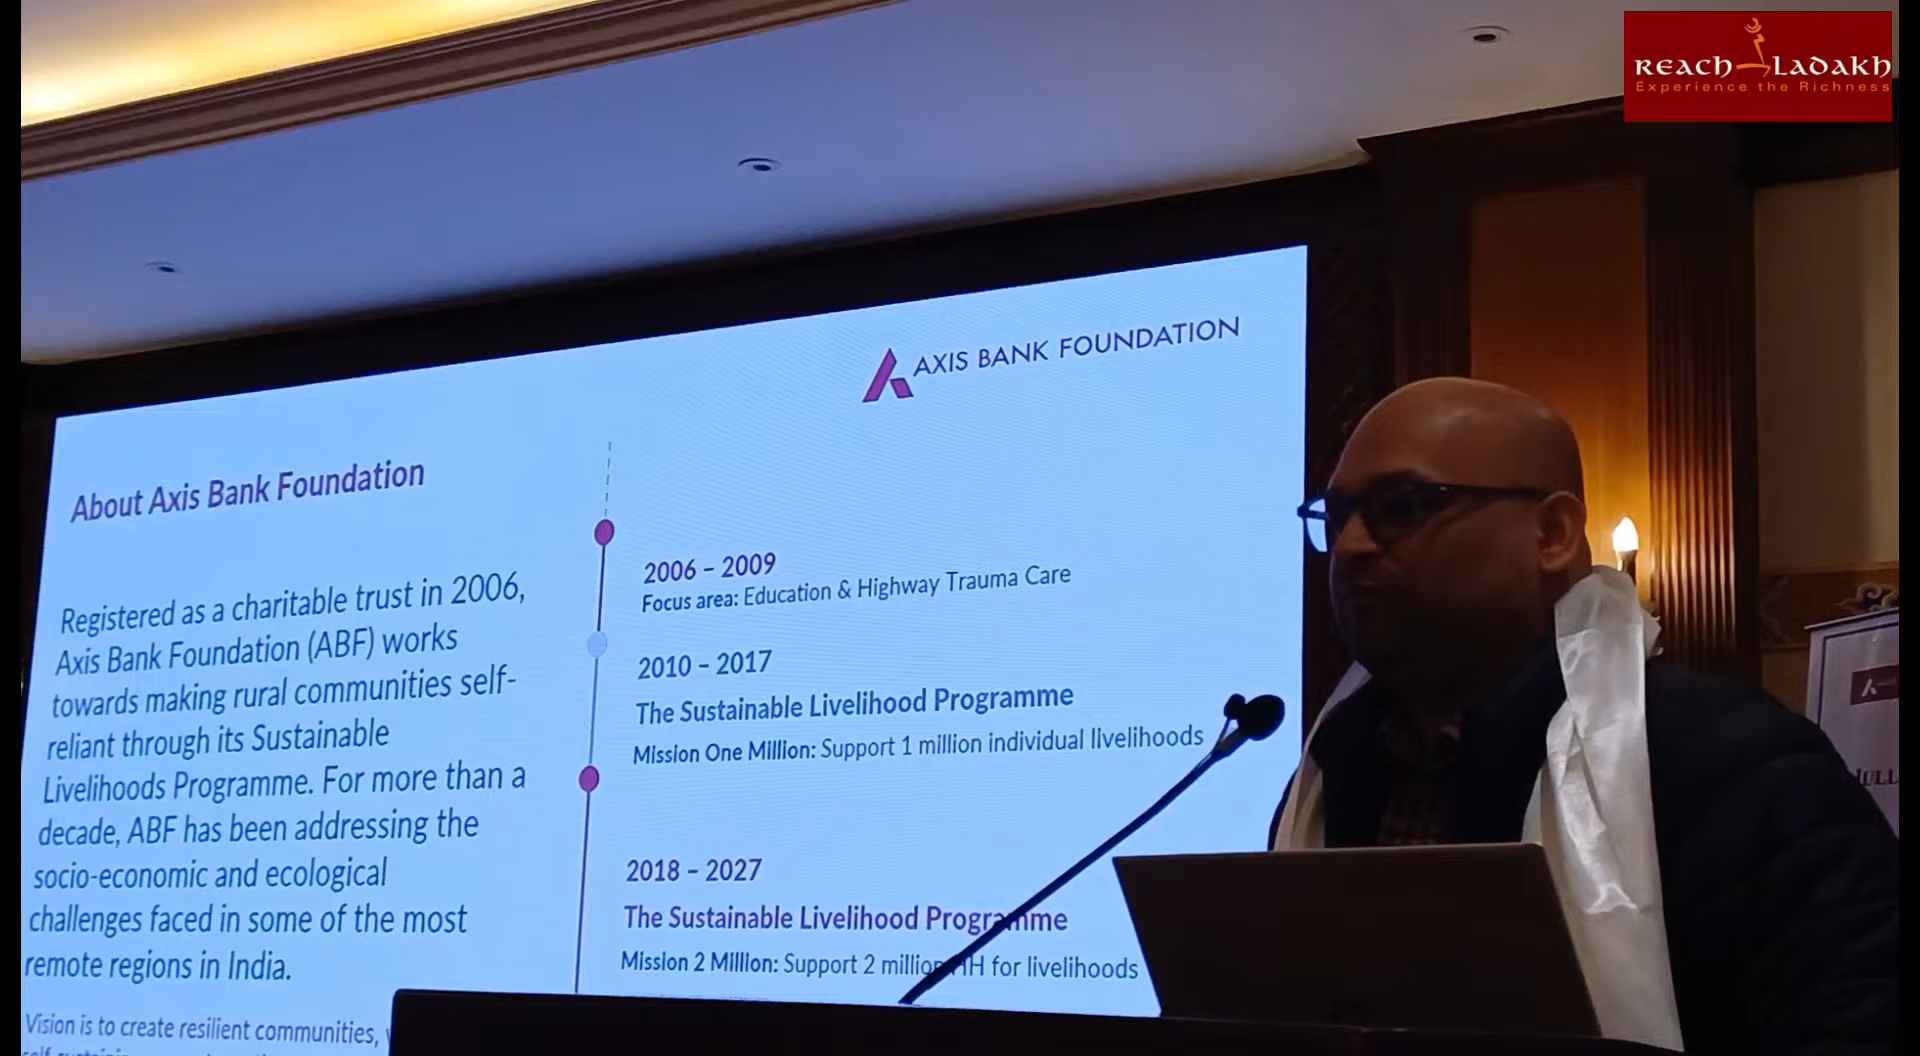 REACH LADAKH
Experience the Richness
AXIS BANK FOUNDATION
About Axis Bank Foundation
Registered as a charitable trust in 2006,
Axis Bank Foundation (ABF) works
towards making rural communities self-
reliant through its Sustainable
Livelihoods Programme. For more than a
decade, ABF has been addressing the
socio-economic and ecological
challenges faced in some of the most
remote regions in India.
Vision is to create resilient communities,
2006 – 2009
Focus area: Education & Highway Trauma Care
2010 – 2017
The Sustainable Livelihood Programme
Mission One Million: Support 1 million individual livelihoods
2018 – 2027
The Sustainable Livelihood Programme
Mission 2 Million: Support 2 million HH for livelihoods